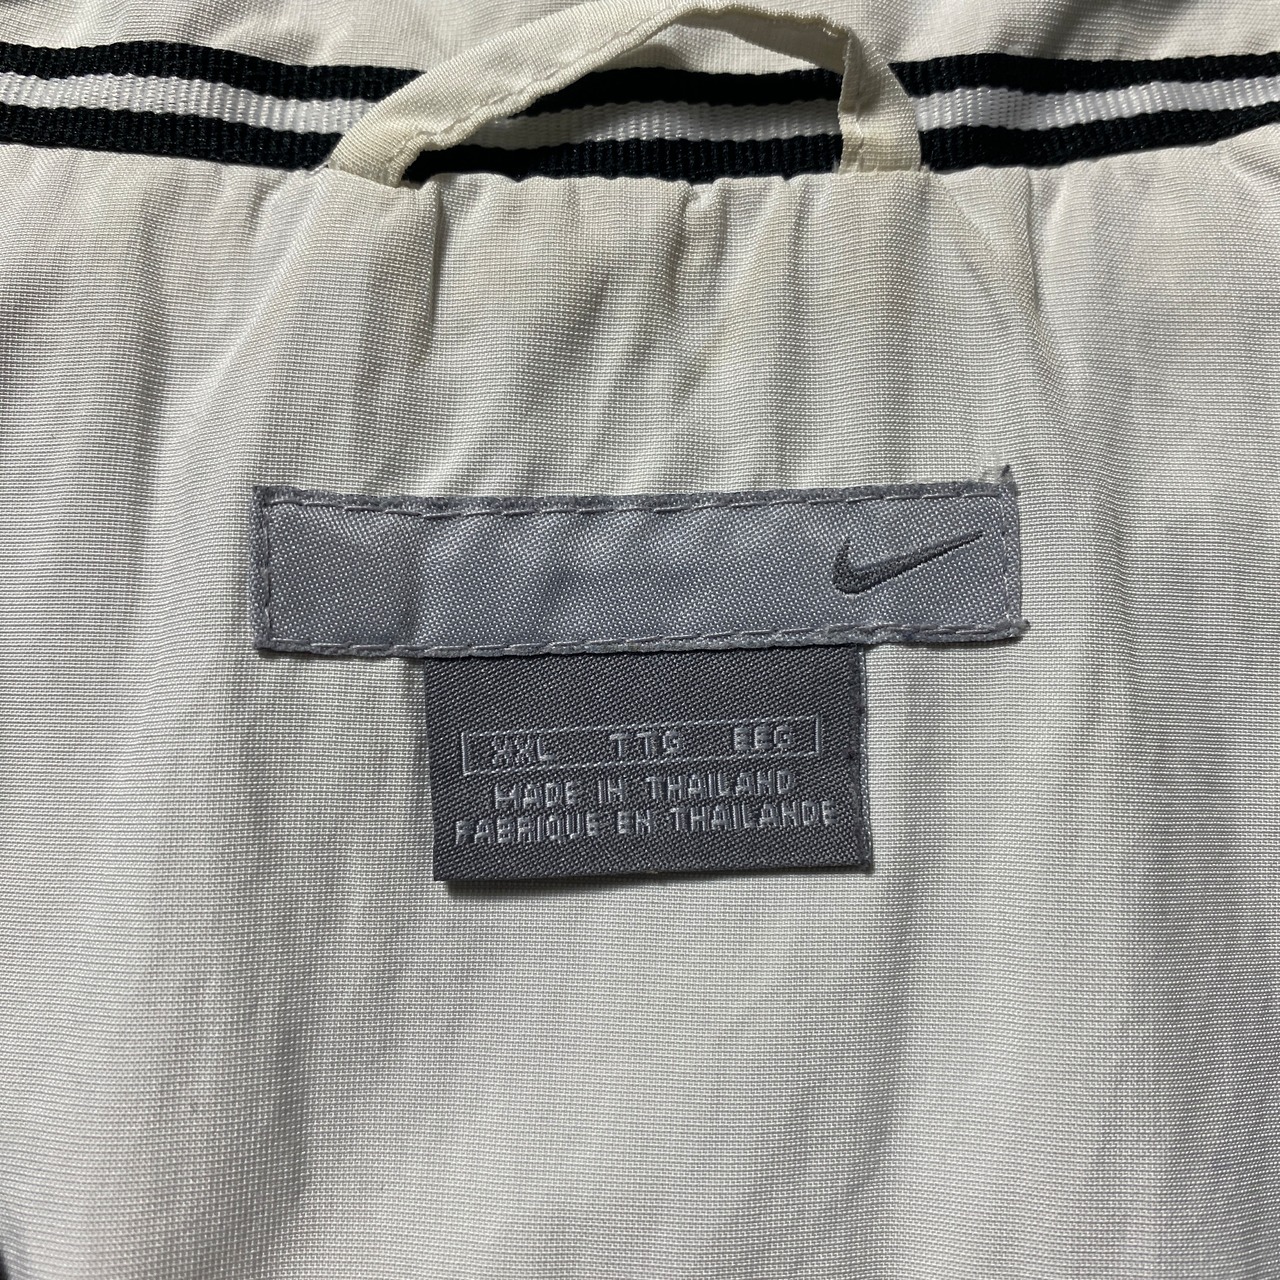 XXL TTG EEG
MADE IN THAILAND
FABRIQUE EN THAILANDE